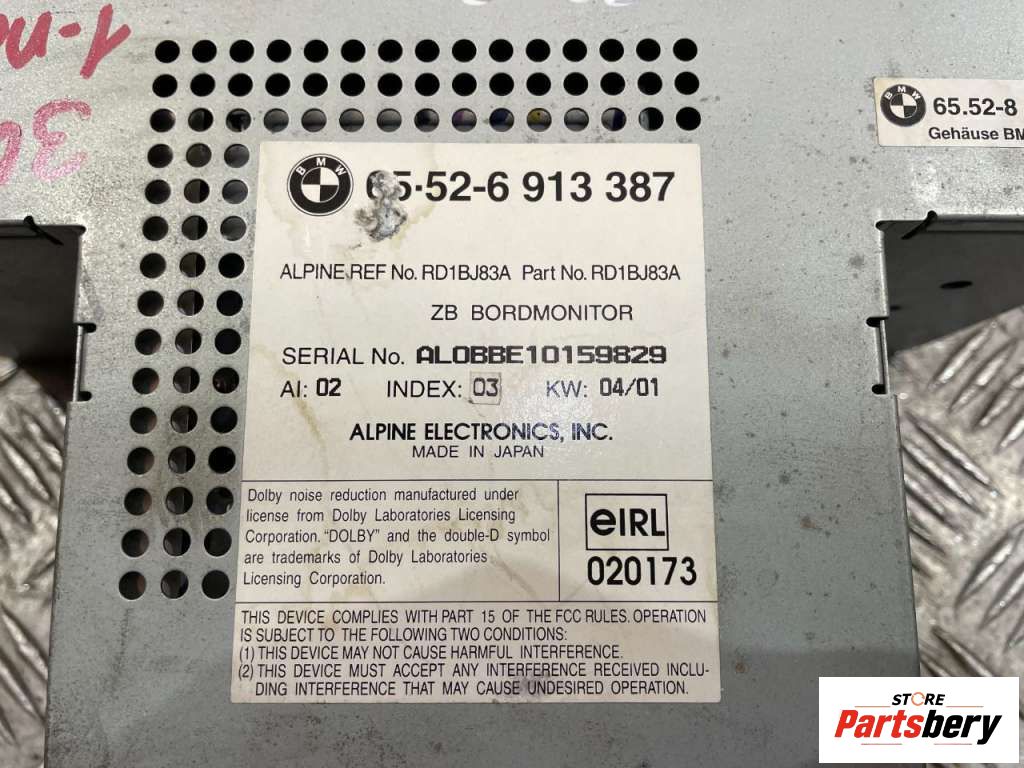 1-
3
BMW
65.52-8
Gehäuse BM
BMW
65·52-6 913 387
ALPINE REF No. RD1BJ83A Part No. RD1BJ83A
ZB BORDMONITOR
SERIAL No. AL0BBE10159829
AI: 02 INDEX: 03 KW: 04/01
ALPINE ELECTRONICS, INC.
MADE IN JAPAN
Dolby noise reduction manufactured under
license from Dolby Laboratories Licensing
Corporation. "DOLBY" and the double-D symbol
are trademarks of Dolby Laboratories
Licensing Corporation.
eIRL
020173
THIS DEVICE COMPLIES WITH PART 15 OF THE FCC RULES. OPERATION
IS SUBJECT TO THE FOLLOWING TWO CONDITIONS:
(1) THIS DEVICE MAY NOT CAUSE HARMFUL INTERFERENCE.
(2) THIS DEVICE MUST ACCEPT ANY INTERFERENCE RECEIVED INCLU-
DING INTERFERENCE THAT MAY CAUSE UNDESIRED OPERATION.
STORE
Partsbery